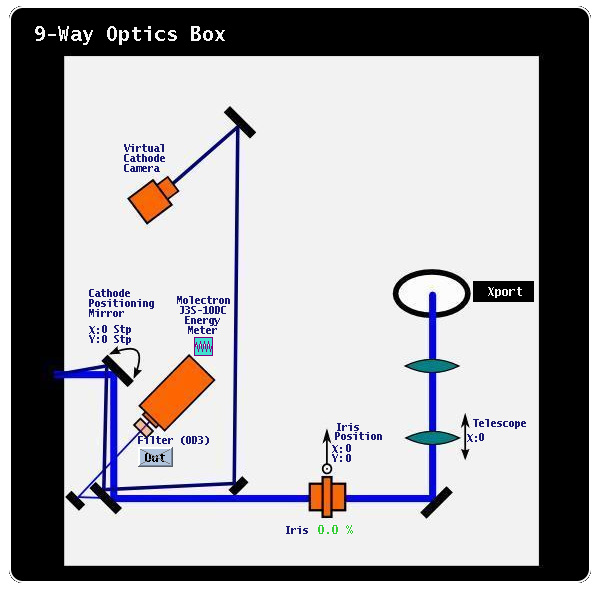 9-Way Optics Box
Virtual
Cathode
Camera
Xport
Cathode
Positioning
Mirror
X:0 Stp
Y:0 Stp
Molectron
J3S-10DC
Energy
Meter
Filter (OD3)
Out
Iris
Position
X:0
Y:0
Telescope
X:0
Iris 0.0 %